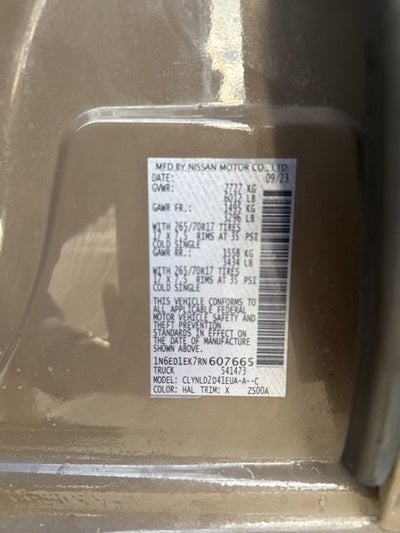 MFD BY NISSAN MOTOR CO., LTD.
DATE: 09/23
GVWR: 2727 KG
6012 LB
GAWR FR.: 1495 KG
3296 LB
WITH 265/70R17 TIRES
17 X 7.5 RIMS AT 35 PSI
COLD SINGLE
GAWR RR.: 1558 KG
3434 LB
WITH 265/70R17 TIRES
17 X 7.5 RIMS AT 35 PSI
COLD SINGLE
THIS VEHICLE CONFORMS TO
ALL APPLICABLE FEDERAL
MOTOR VEHICLE SAFETY
AND THEFT PREVENTION
STANDARDS IN EFFECT ON
THE DATE OF MANUFACTURE
SHOWN ABOVE.
1N6ED1EK7RN607665
TRUCK 541473
MODEL: CLYNLDZD41EUA-A--C
COLOR: HAL TRIM: X Z500A